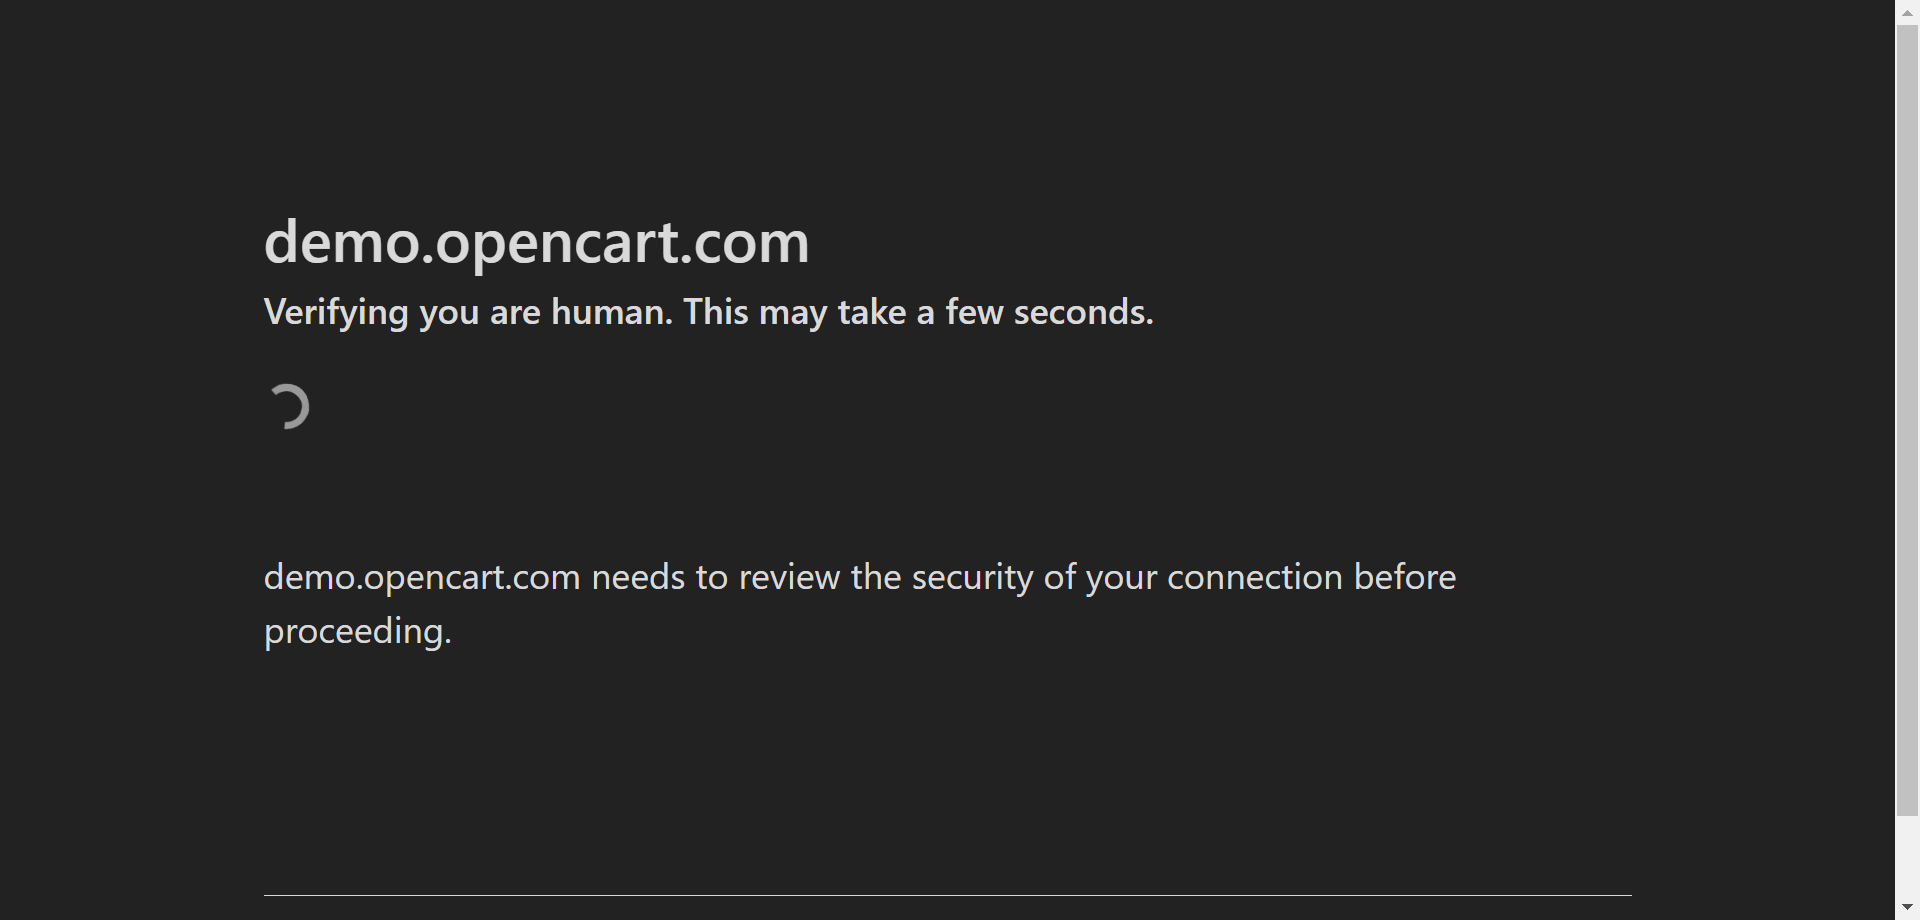 demo.opencart.com
Verifying you are human. This may take a few seconds.
demo.opencart.com needs to review the security of your connection before
proceeding.